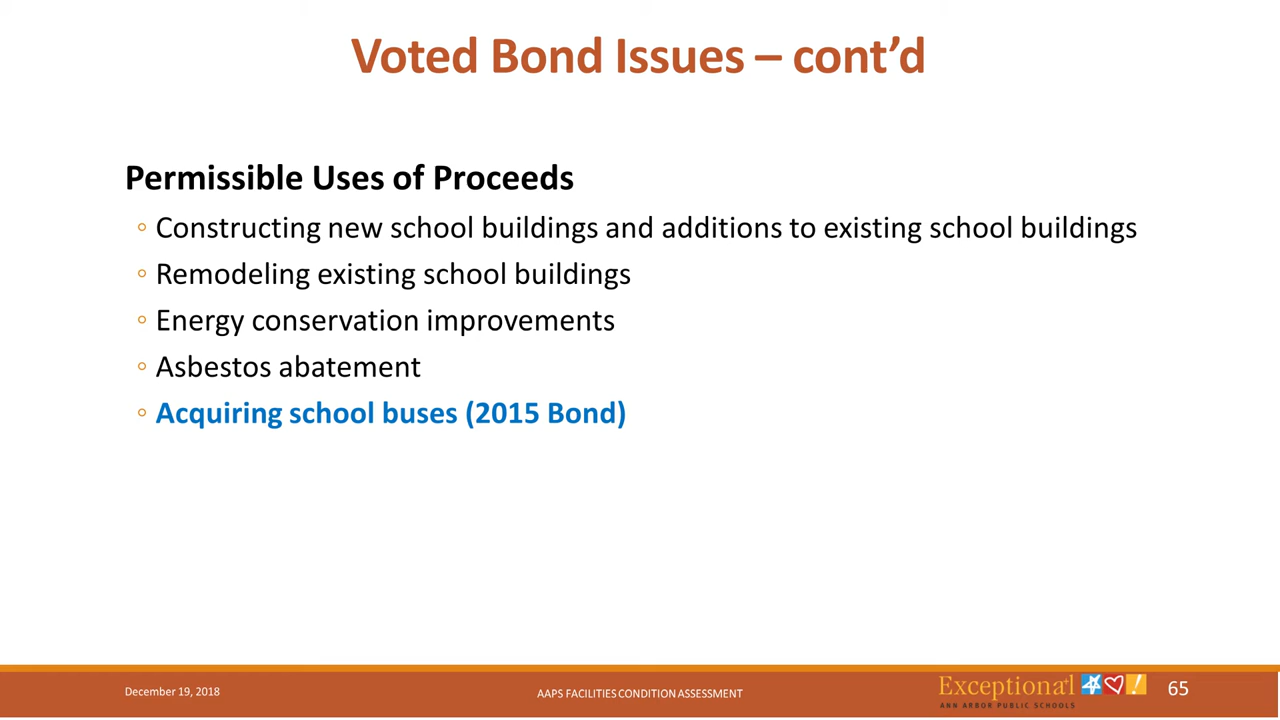 Voted Bond Issues – cont’d
Permissible Uses of Proceeds
◦ Constructing new school buildings and additions to existing school buildings
◦ Remodeling existing school buildings
◦ Energy conservation improvements
◦ Asbestos abatement
◦ Acquiring school buses (2015 Bond)
December 19, 2018
AAPS FACILITIES CONDITION ASSESSMENT
Exceptional
ANN ARBOR PUBLIC SCHOOLS
65